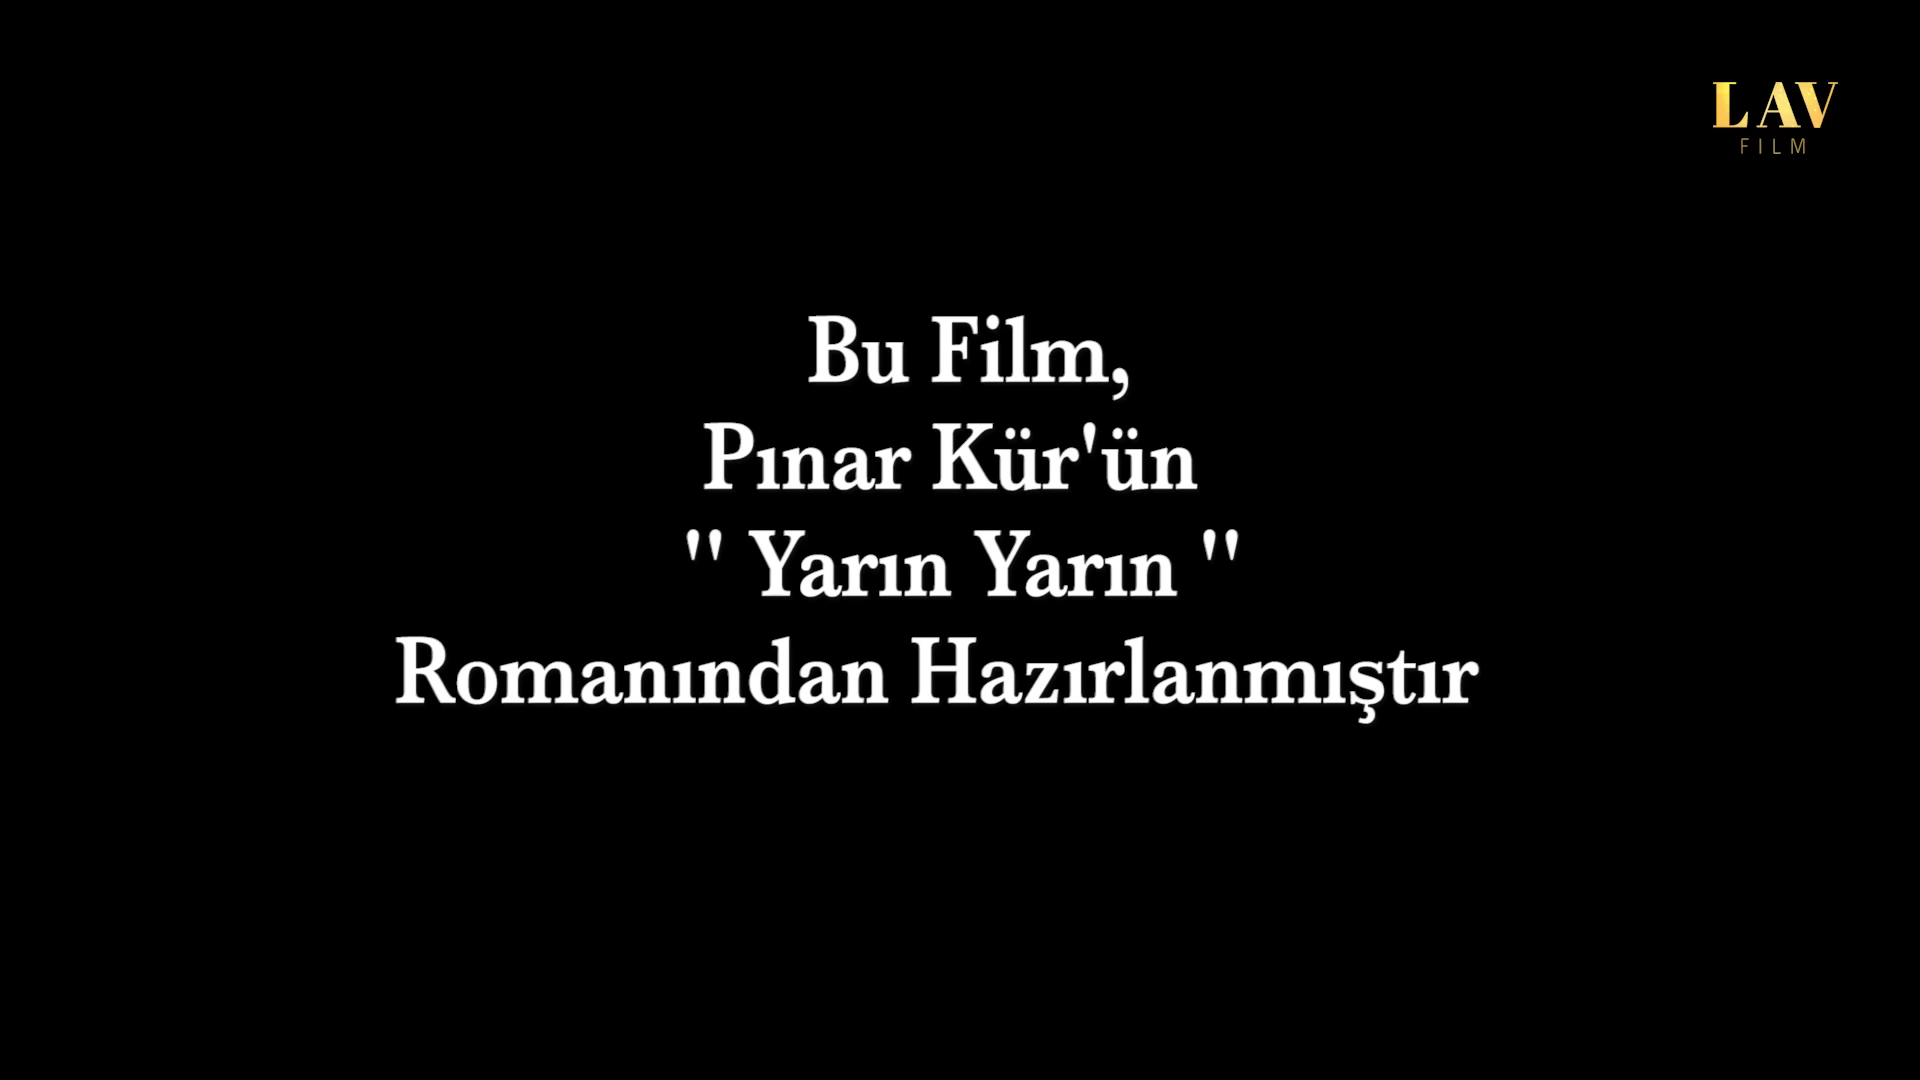 LAV
FILM
Bu Film,
Pınar Kür'ün
" Yarın Yarın "
Romanından Hazırlanmıştır